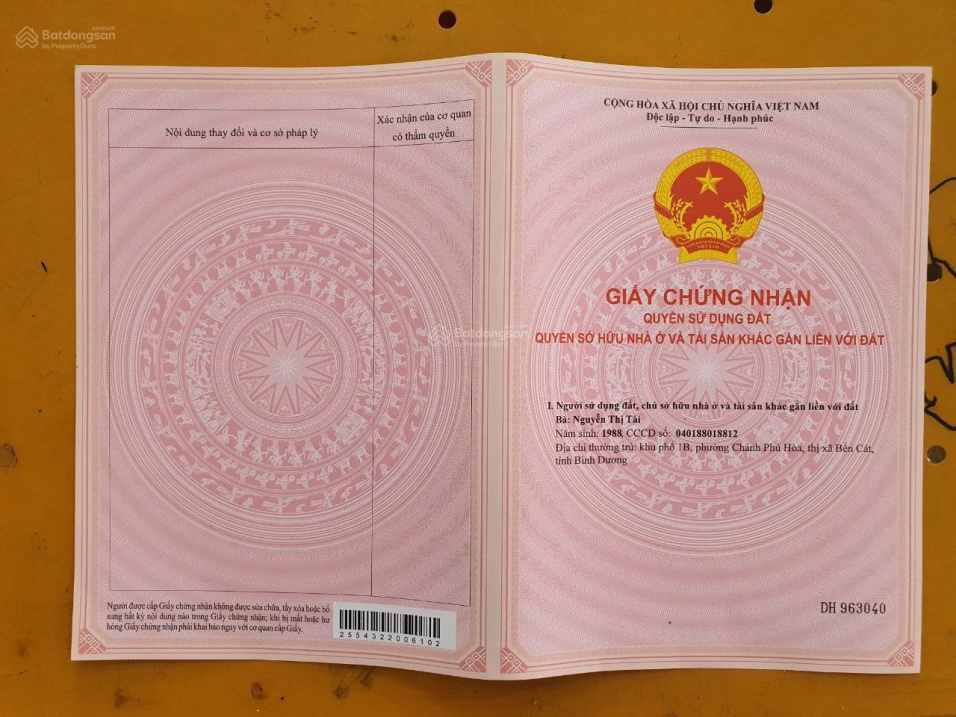 Batdongsan
.com.vn
by PropertyGuru
Nội dung thay đổi và cơ sở pháp lý
Xác nhận của cơ quan
có thẩm quyền
Người được cấp Giấy chứng nhận không được sửa chữa, tẩy xóa hoặc bổ
sung bất kỳ nội dung nào trong Giấy chứng nhận; khi bị mất hoặc hư
hỏng Giấy chứng nhận phải khai báo ngay với cơ quan cấp Giấy.
2554322006102
CỘNG HÒA XÃ HỘI CHỦ NGHĨA VIỆT NAM
Độc lập - Tự do - Hạnh phúc
GIẤY CHỨNG NHẬN
QUYỀN SỬ DỤNG ĐẤT
QUYỀN SỞ HỮU NHÀ Ở VÀ TÀI SẢN KHÁC GẮN LIỀN VỚI ĐẤT
I. Người sử dụng đất, chủ sở hữu nhà ở và tài sản khác gắn liền với đất
Bà: Nguyễn Thị Tài
Năm sinh: 1988, CCCD số: 040188018812
Địa chỉ thường trú: khu phố 1B, phường Chánh Phú Hòa, thị xã Bến Cát,
tỉnh Bình Dương
DH 963040
Batdongsan
by PropertyGuru